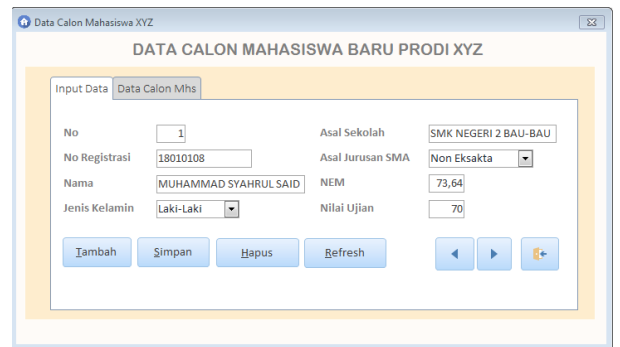 Data Calon Mahasiswa XYZ
DATA CALON MAHASISWA BARU PRODI XYZ
Input Data Data Calon Mhs
No 1 Asal Sekolah SMK NEGERI 2 BAU-BAU
No Registrasi 18010108 Asal Jurusan SMA Non Eksakta
Nama MUHAMMAD SYAHRUL SAID NEM 73,64
Jenis Kelamin Laki-Laki Nilai Ujian 70
Tambah Simpan Hapus Refresh